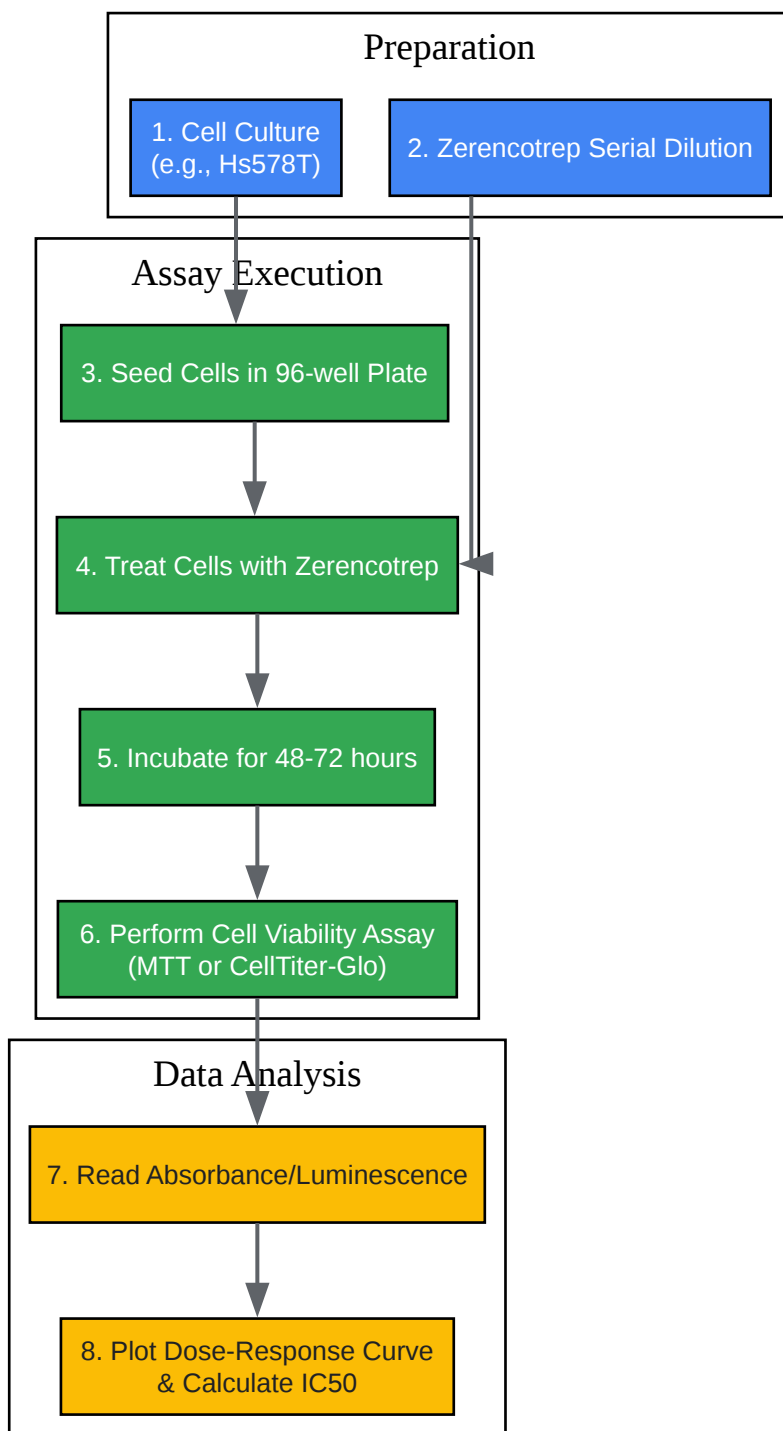 Preparation
1. Cell Culture
(e.g., Hs578T)
2. Zerencotrep Serial Dilution
Assay Execution
3. Seed Cells in 96-well Plate
4. Treat Cells with Zerencotrep
5. Incubate for 48-72 hours
6. Perform Cell Viability Assay
(MTT or CellTiter-Glo)
Data Analysis
7. Read Absorbance/Luminescence
8. Plot Dose-Response Curve
& Calculate IC50